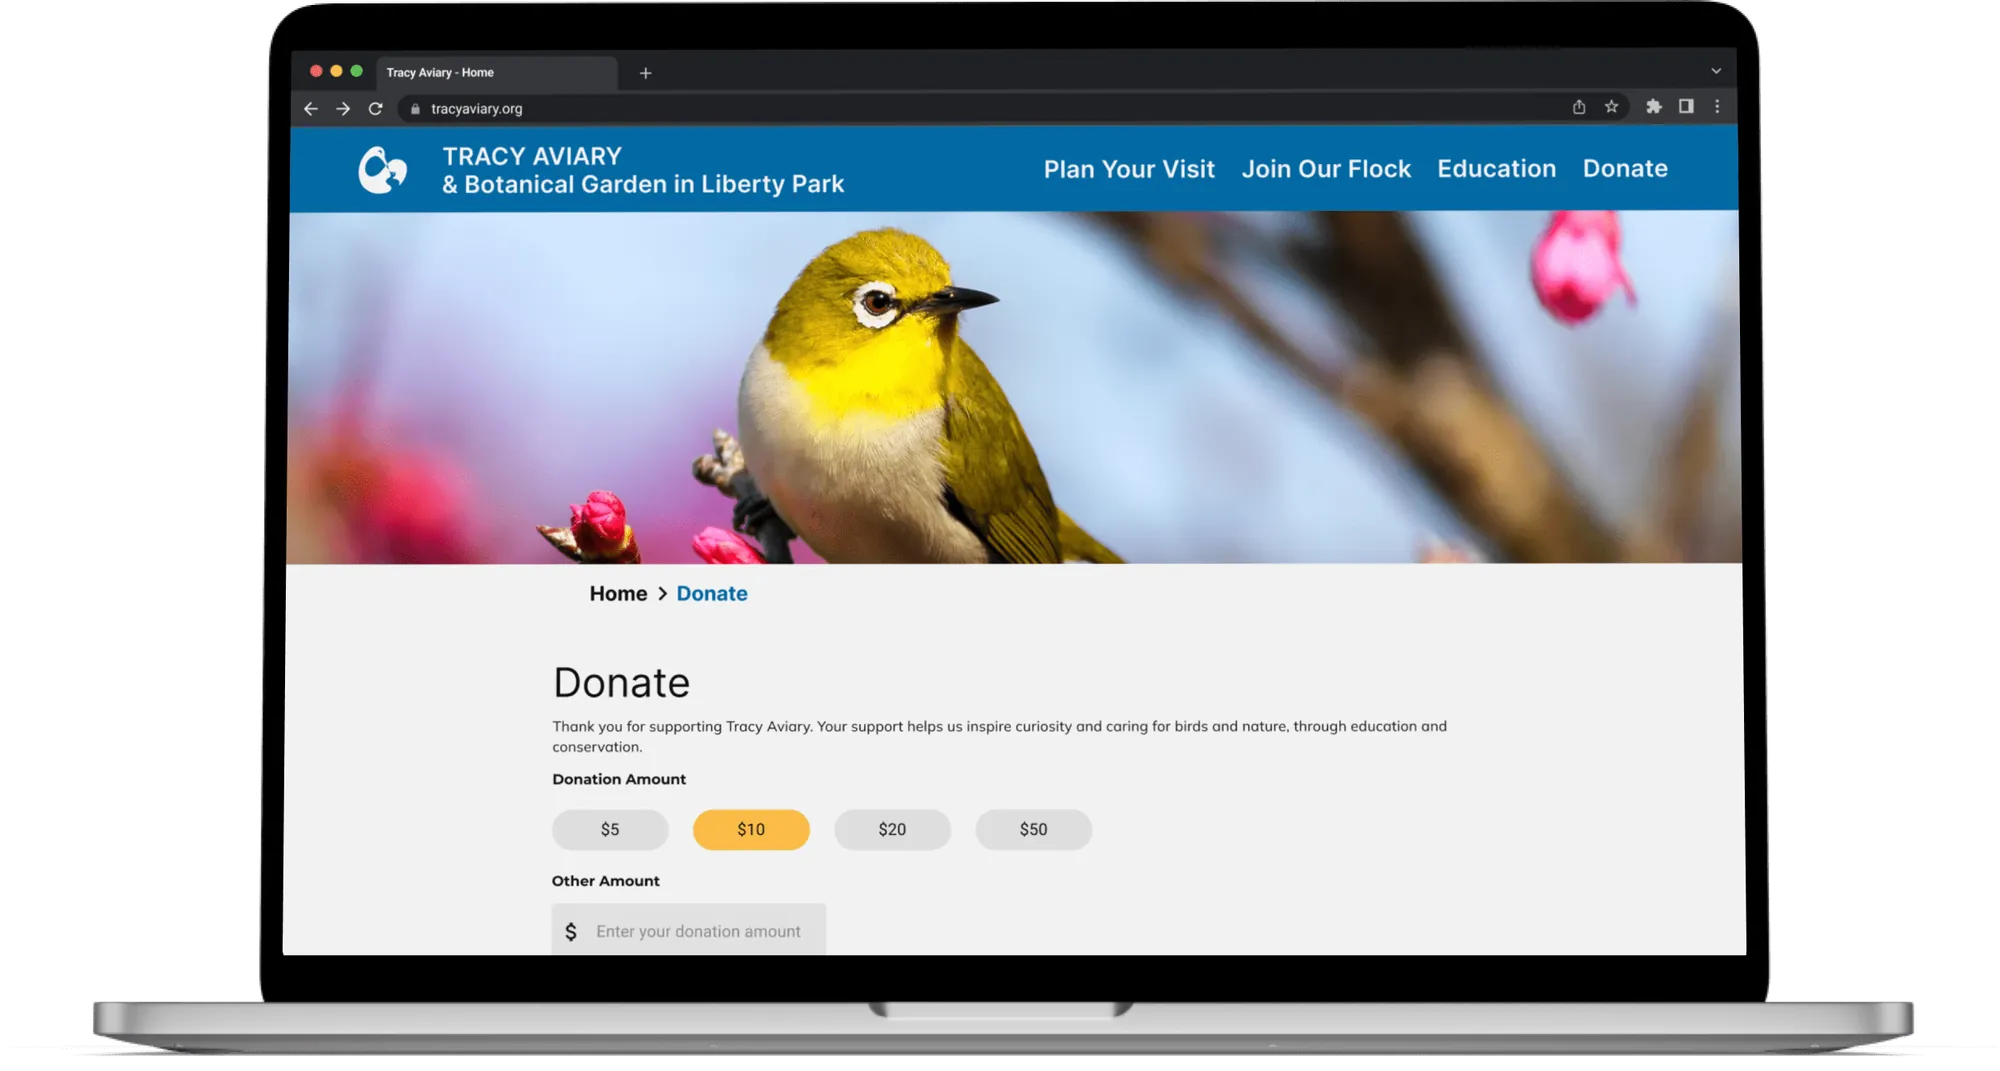 Tracy Aviary - Home
tracyaviary.org
TRACY AVIARY
& Botanical Garden in Liberty Park
Plan Your Visit
Join Our Flock
Education
Donate
Home > Donate
Donate
Thank you for supporting Tracy Aviary. Your support helps us inspire curiosity and caring for birds and nature, through education and
conservation.
Donation Amount
$5
$10
$20
$50
Other Amount
$ Enter your donation amount